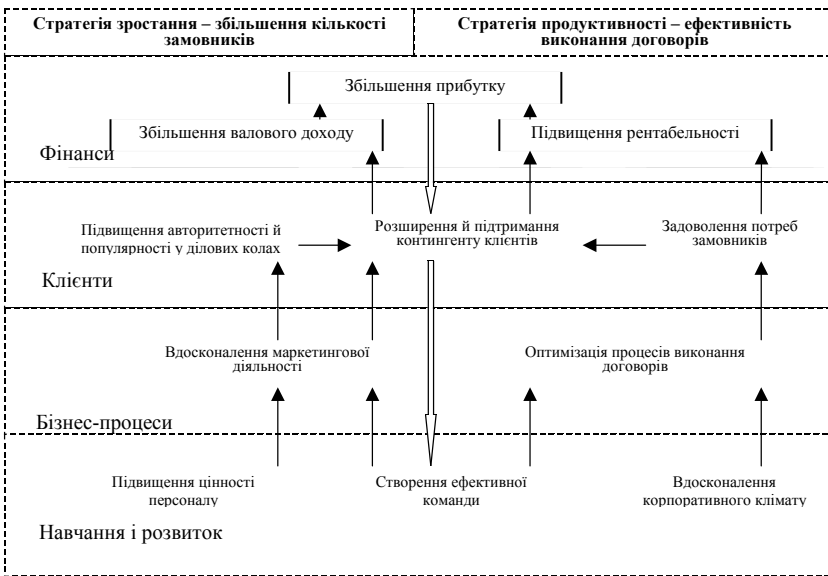 Стратегія зростання – збільшення кількості
замовників
Стратегія продуктивності – ефективність
виконання договорів
Збільшення прибутку
Збільшення валового доходу
Підвищення рентабельності
Фінанси
Підвищення авторитетності й
популярності у ділових колах
Розширення й підтримання
контингенту клієнтів
Задоволення потреб
замовників
Клієнти
Вдосконалення маркетингової
діяльності
Оптимізація процесів виконання
договорів
Бізнес-процеси
Підвищення цінності
персоналу
Створення ефективної
команди
Вдосконалення
корпоративного клімату
Навчання і розвиток